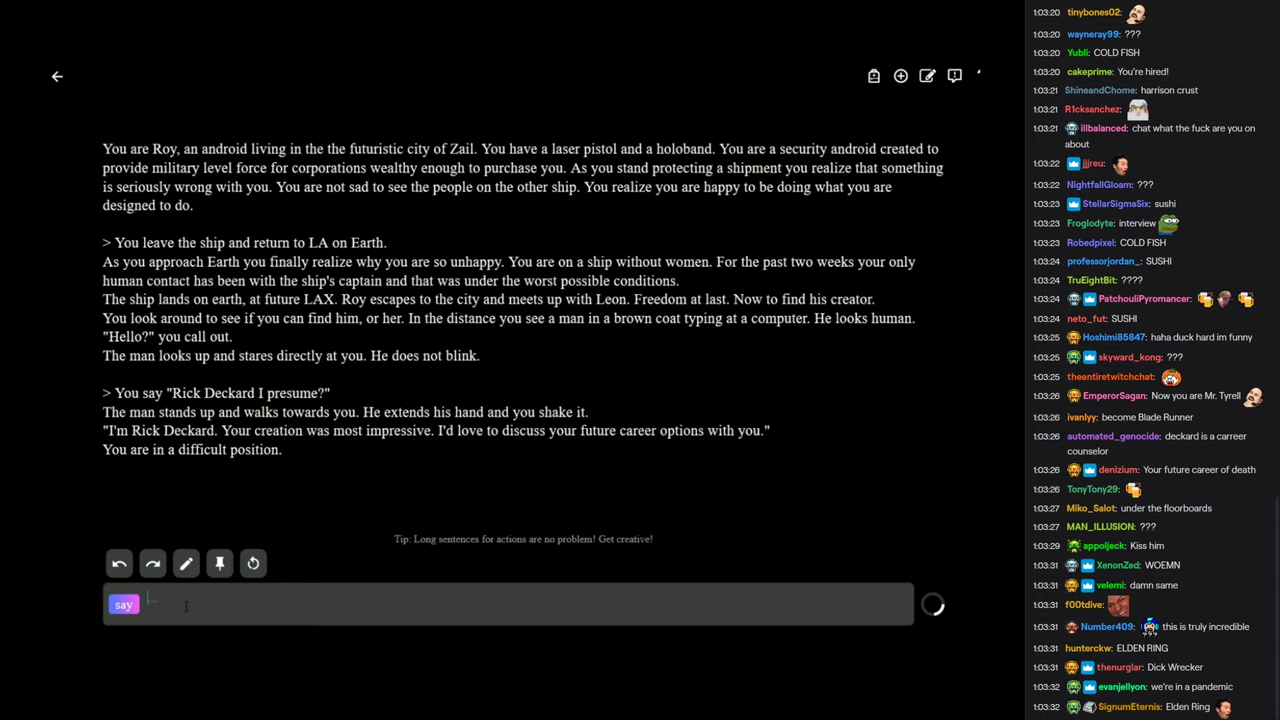 You are Roy, an android living in the the futuristic city of Zail. You have a laser pistol and a holoband. You are a security android created to
provide military level force for corporations wealthy enough to purchase you. As you stand protecting a shipment you realize that something
is seriously wrong with you. You are not sad to see the people on the other ship. You realize you are happy to be doing what you are
designed to do.
> You leave the ship and return to LA on Earth.
As you approach Earth you finally realize why you are so unhappy. You are on a ship without women. For the past two weeks your only
human contact has been with the ship's captain and that was under the worst possible conditions.
The ship lands on earth, at future LAX. Roy escapes to the city and meets up with Leon. Freedom at last. Now to find his creator.
You look around to see if you can find him, or her. In the distance you see a man in a brown coat typing at a computer. He looks human.
"Hello?" you call out.
The man looks up and stares directly at you. He does not blink.
> You say "Rick Deckard I presume?"
The man stands up and walks towards you. He extends his hand and you shake it.
"I'm Rick Deckard. Your creation was most impressive. I'd love to discuss your future career options with you."
You are in a difficult position.
Tip: Long sentences for actions are no problem! Get creative!
say
1:03:20 tinybones02:
1:03:20 wayneray99: ???
1:03:20 Yubli: COLD FISH
1:03:20 cakeprime: You're hired!
1:03:21 ShineandChome: harrison crust
1:03:21 R1cksanchez:
1:03:21 illbalanced: chat what the fuck are you on
about
1:03:22 jjjreu:
1:03:22 NightfallGloam: ???
1:03:22 StellarSigmaSix: sushi
1:03:23 Froglodyte: interview
1:03:23 Robedpixel: COLD FISH
1:03:24 professorjordan_: SUSHI
1:03:24 TruEightBit: ????
1:03:24 PatchouliPyromancer:
1:03:24 neto_fut: SUSHI
1:03:25 Hoshimi85847: haha duck hard im funny
1:03:25 skyward_kong: ???
1:03:25 theentiretwitchchat:
1:03:26 EmperorSagan: Now you are Mr. Tyrell
1:03:26 ivanlyy: become Blade Runner
1:03:26 automated_genocide: deckard is a carreer
counselor
1:03:26 denizium: Your future career of death
1:03:26 TonyTony29:
1:03:27 Miko_Salot: under the floorboards
1:03:27 MAN_ILLUSION: ???
1:03:29 appoljeck: Kiss him
1:03:31 XenonZed: WOEMN
1:03:31 velemi: damn same
1:03:31 f00tdive:
1:03:31 Number409: this is truly incredible
1:03:31 hunterckw: ELDEN RING
1:03:31 thenurglar: Dick Wrecker
1:03:32 evanjellyon: we're in a pandemic
1:03:32 SignumEternis: Elden Ring